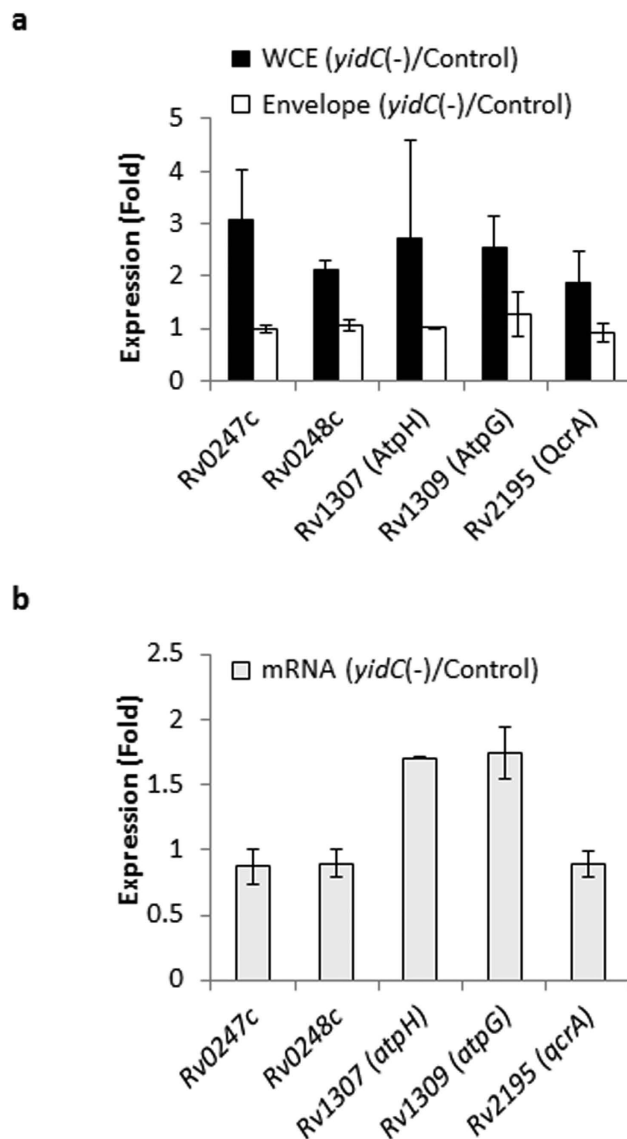 a
WCE (yidC(-)/Control)
Envelope (yidC(-)/Control)
Expression (Fold)
5
4
3
2
1
0
Rv0247c
Rv0248c
Rv1307 (AtpH)
Rv1309 (AtpG)
Rv2195 (QcrA)
b
mRNA (yidC(-)/Control)
Expression (Fold)
2.5
2
1.5
1
0.5
0
Rv0247c
Rv0248c
Rv1307 (atpH)
Rv1309 (atpG)
Rv2195 (qcrA)